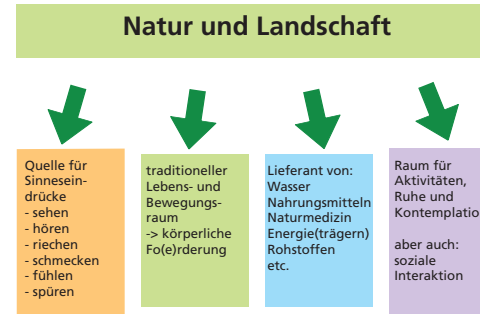 Natur und Landschaft
Quelle für
Sinnesein-
drücke
- sehen
- hören
- riechen
- schmecken
- fühlen
- spüren
traditioneller
Lebens- und
Bewegungs-
raum
-> körperliche
Fo(e)rderung
Lieferant von:
Wasser
Nahrungsmitteln
Naturmedizin
Energie(trägern)
Rohstoffen
etc.
Raum für
Aktivitäten,
Ruhe und
Kontemplatio
aber auch:
soziale
Interaktion